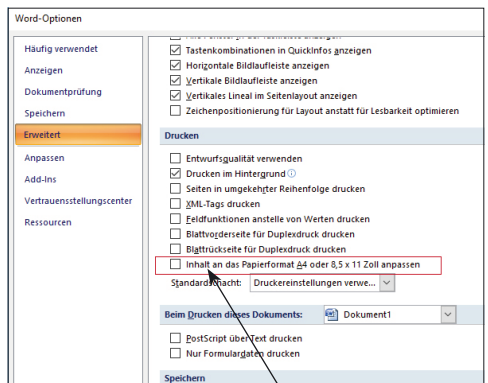 Word-Optionen
Häufig verwendet
Anzeigen
Dokumentprüfung
Speichern
Erweitert
Anpassen
Add-Ins
Vertrauensstellungscenter
Ressourcen
Tastenkombinationen in QuickInfos anzeigen
Horizontale Bildlaufleiste anzeigen
Vertikale Bildlaufleiste anzeigen
Vertikales Lineal im Seitenlayout anzeigen
Zeichenpositionierung für Layout anstatt für Lesbarkeit optimieren
Drucken
Entwurfsqualität verwenden
Drucken im Hintergrund
Seiten in umgekehrter Reihenfolge drucken
XML-Tags drucken
Feldfunktionen anstelle von Werten drucken
Blattvorderseite für Duplexdruck drucken
Blattrückseite für Duplexdruck drucken
Inhalt an das Papierformat A4 oder 8,5 x 11 Zoll anpassen
Standardschacht: Druckereinstellungen verwe...
Beim Drucken dieses Dokuments: Dokument1
PostScript über Text drucken
Nur Formulardaten drucken
Speichern